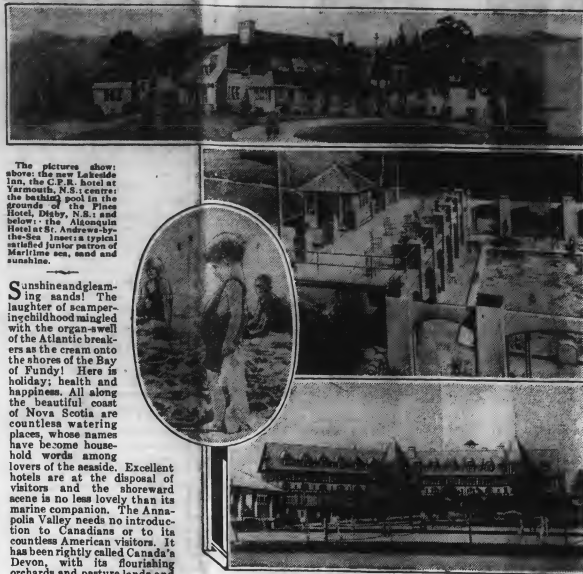 The pictures show:
above: the new Lakeside
Inn, the C.P.R. hotel at
Yarmouth, N.S.: centre:
the bathing pool in the
grounds of the Pines
Hotel, Digby, N.S.: and
below: the Algonquin
Hotel at St. Andrews-by-
the-Sea Inset: a typical
satisfied junior patron of
Maritime sea, sand and
sunshine.
Sunshine and gleam-
ing sands! The
laughter of scamper-
ing childhood mingled
with the organ-swell
of the Atlantic break-
ers as the cream onto
the shores of the Bay
of Fundy! Here is
holiday; health and
happiness. All along
the beautiful coast
of Nova Scotia are
countless watering
places, whose names
have become house-
hold words among
lovers of the seaside. Excellent
hotels are at the disposal of
visitors and the shoreward
scene is no less lovely than its
marine companion. The Anna-
polis Valley needs no introduc-
tion to Canadians or to its
countless American visitors. It
has been rightly called Canada's
Devon, with its flourishing
orchards and pasture lands and